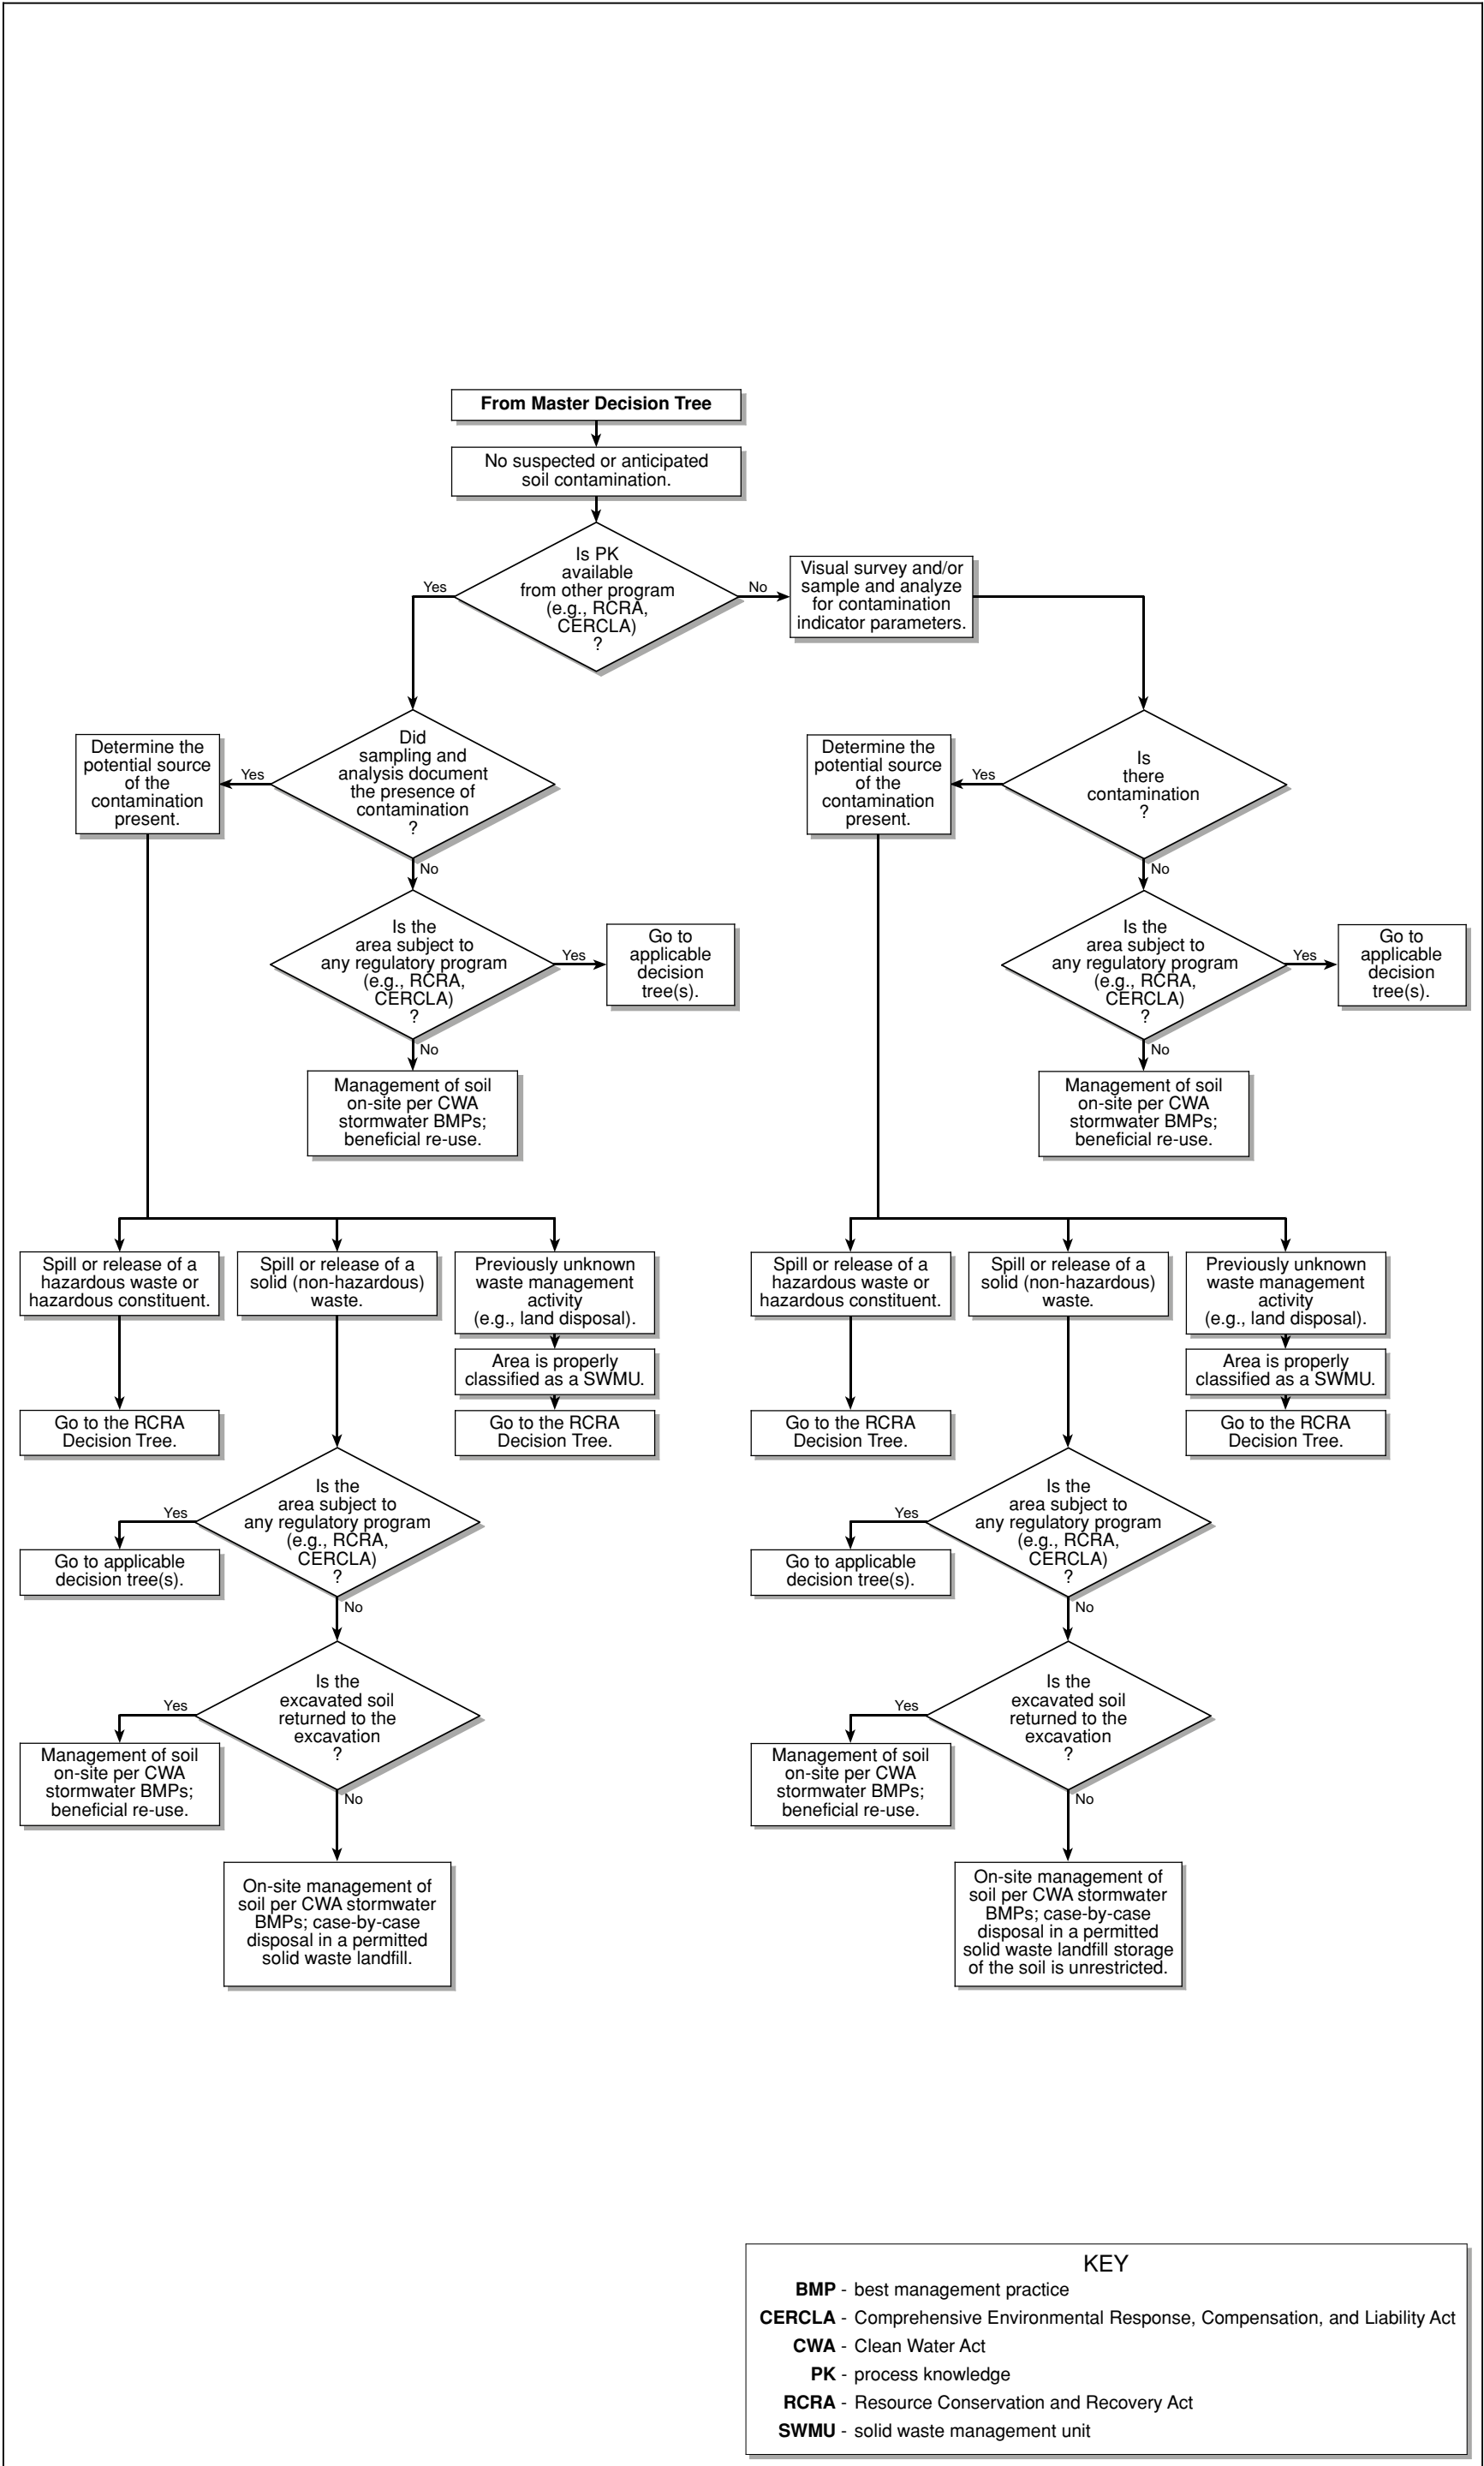 From Master Decision Tree
No suspected or anticipated
soil contamination.
Is PK
available
from other program
(e.g., RCRA,
CERCLA)
?
Yes
No
Visual survey and/or
sample and analyze
for contamination
indicator parameters.
Did
sampling and
analysis document
the presence of
contamination
?
Yes
Determine the
potential source
of the
contamination
present.
No
Is the
area subject to
any regulatory program
(e.g., RCRA,
CERCLA)
?
Yes
Go to
applicable
decision
tree(s).
No
Management of soil
on-site per CWA
stormwater BMPs;
beneficial re-use.
Spill or release of a
hazardous waste or
hazardous constituent.
Go to the RCRA
Decision Tree.
Spill or release of a
solid (non-hazardous)
waste.
Previously unknown
waste management
activity
(e.g., land disposal).
Area is properly
classified as a SWMU.
Go to the RCRA
Decision Tree.
Is the
area subject to
any regulatory program
(e.g., RCRA,
CERCLA)
?
Yes
Go to applicable
decision tree(s).
No
Is the
excavated soil
returned to the
excavation
?
Yes
Management of soil
on-site per CWA
stormwater BMPs;
beneficial re-use.
No
On-site management of
soil per CWA stormwater
BMPs; case-by-case
disposal in a permitted
solid waste landfill.
Is
there
contamination
?
Yes
Determine the
potential source
of the
contamination
present.
No
Is the
area subject to
any regulatory program
(e.g., RCRA,
CERCLA)
?
Yes
Go to
applicable
decision
tree(s).
No
Management of soil
on-site per CWA
stormwater BMPs;
beneficial re-use.
Spill or release of a
hazardous waste or
hazardous constituent.
Go to the RCRA
Decision Tree.
Spill or release of a
solid (non-hazardous)
waste.
Previously unknown
waste management
activity
(e.g., land disposal).
Area is properly
classified as a SWMU.
Go to the RCRA
Decision Tree.
Is the
area subject to
any regulatory program
(e.g., RCRA,
CERCLA)
?
Yes
Go to applicable
decision tree(s).
No
Is the
excavated soil
returned to the
excavation
?
Yes
Management of soil
on-site per CWA
stormwater BMPs;
beneficial re-use.
No
On-site management of
soil per CWA stormwater
BMPs; case-by-case
disposal in a permitted
solid waste landfill storage
of the soil is unrestricted.
KEY
BMP - best management practice
CERCLA - Comprehensive Environmental Response, Compensation, and Liability Act
CWA - Clean Water Act
PK - process knowledge
RCRA - Resource Conservation and Recovery Act
SWMU - solid waste management unit